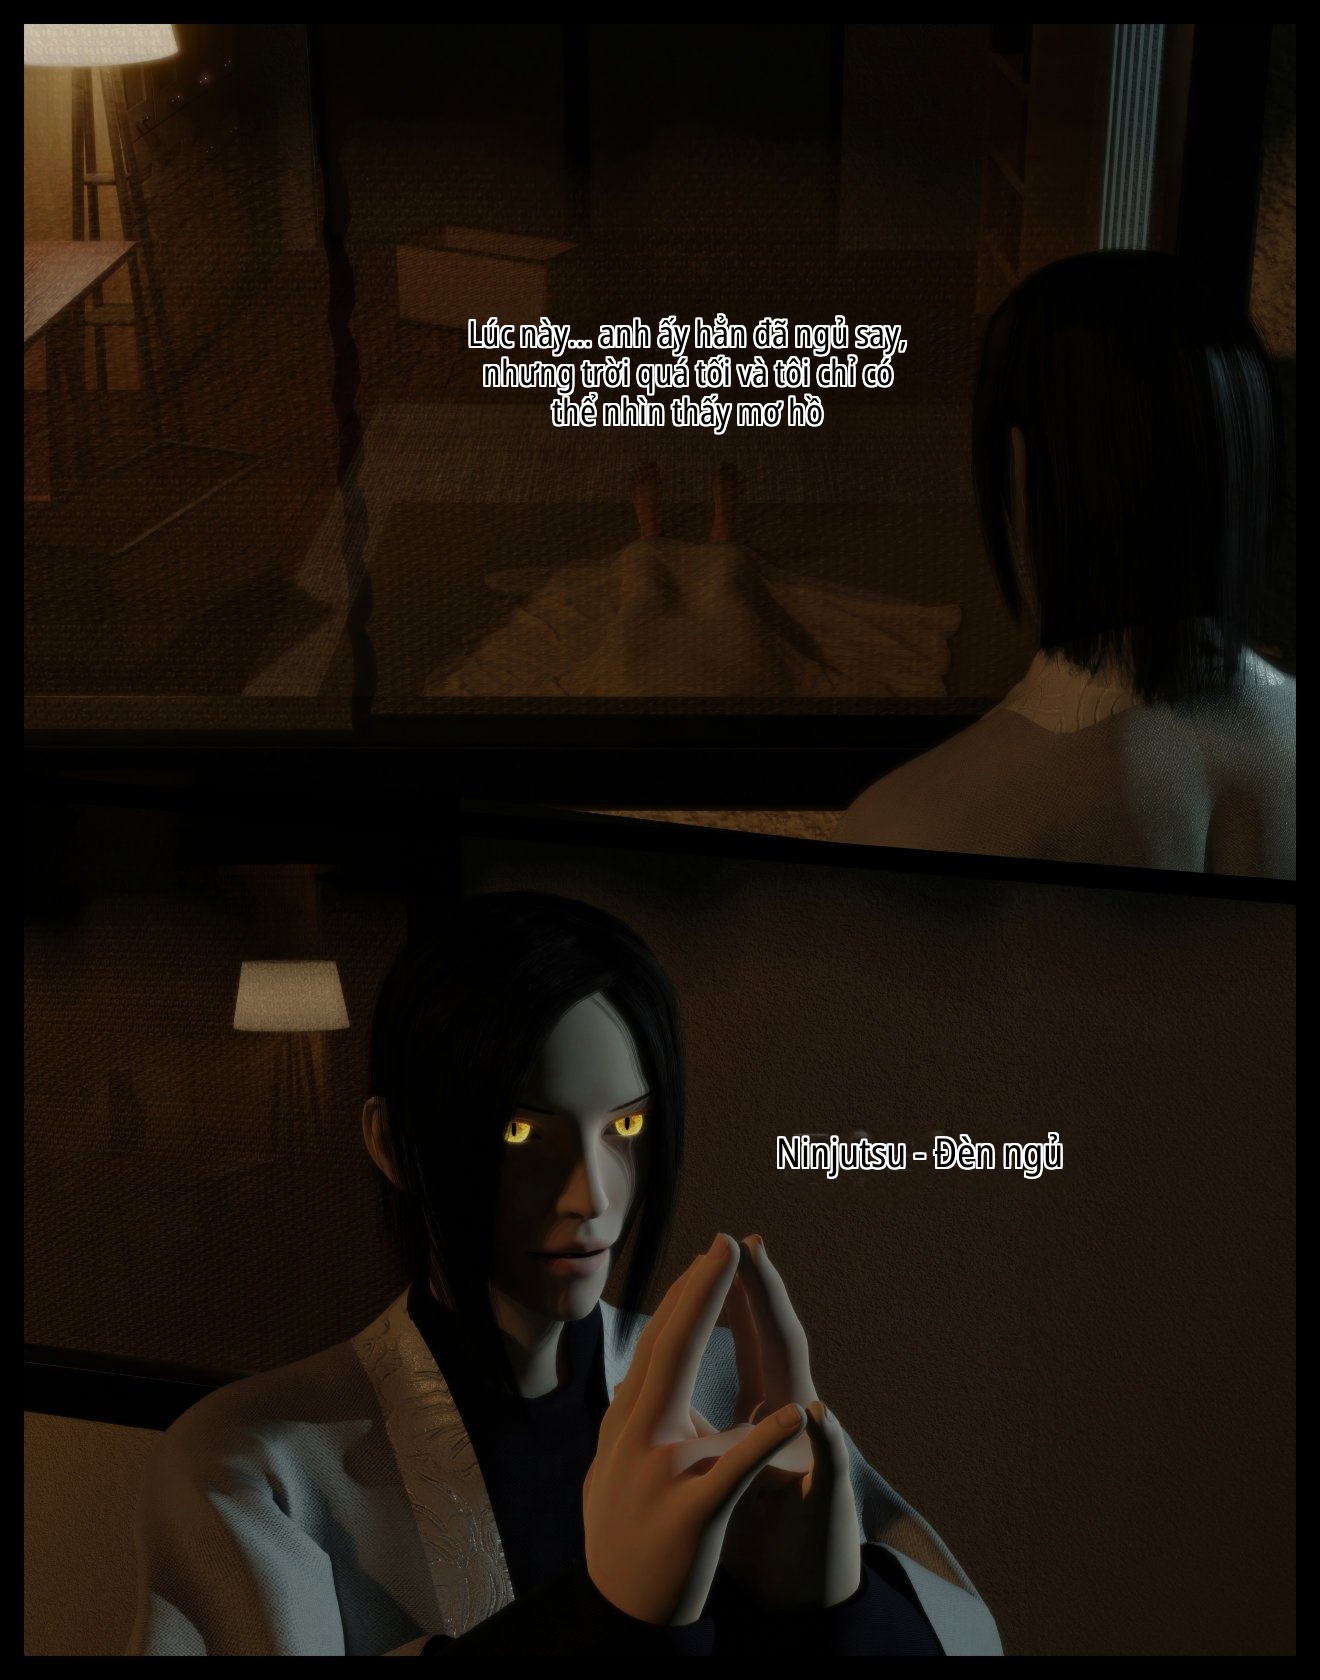 Lúc này... anh ấy hẳn đã ngủ say,
nhưng trời quá tối và tôi chỉ có
thể nhìn thấy mơ hồ
Ninjutsu - Đèn ngủ